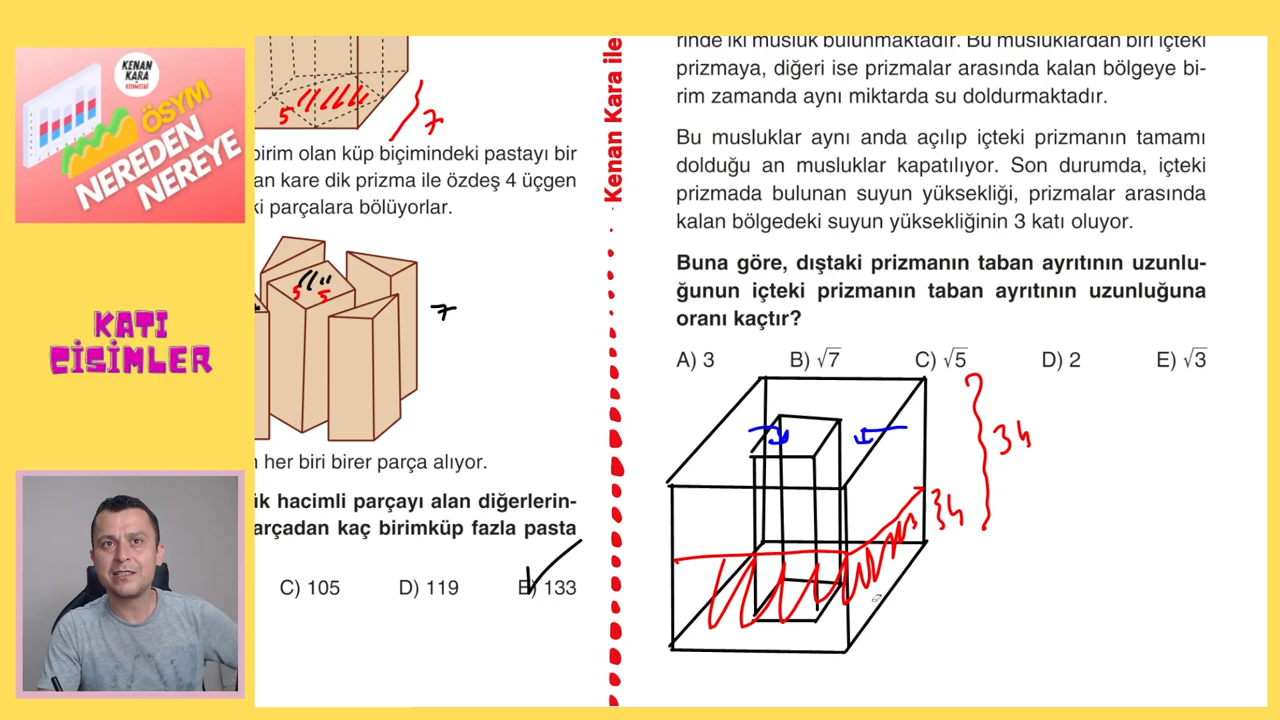 KENAN
KARA
GEOMETRİ
ÖSYM
NEREDEN
NEREYE
KATI
CİSİMLER
5
7
birim olan küp biçimindeki pastayı bir
an kare dik prizma ile özdeş 4 üçgen
ki parçalara bölüyorlar.
5 5
7
her biri birer parça alıyor.
ük hacimli parçayı alan diğerlerin-
arçadan kaç birimküp fazla pasta
C) 105 D) 119 E) 133
Kenan Kara ile
rinde iki musluk bulunmaktadır. Bu musluklardan biri içteki
prizmaya, diğeri ise prizmalar arasında kalan bölgeye bi-
rim zamanda aynı miktarda su doldurmaktadır.
Bu musluklar aynı anda açılıp içteki prizmanın tamamı
dolduğu an musluklar kapatılıyor. Son durumda, içteki
prizmada bulunan suyun yüksekliği, prizmalar arasında
kalan bölgedeki suyun yüksekliğinin 3 katı oluyor.
Buna göre, dıştaki prizmanın taban ayrıtının uzunlu-
ğunun içteki prizmanın taban ayrıtının uzunluğuna
oranı kaçtır?
A) 3 B) √7 C) √5 D) 2 E) √3
3h